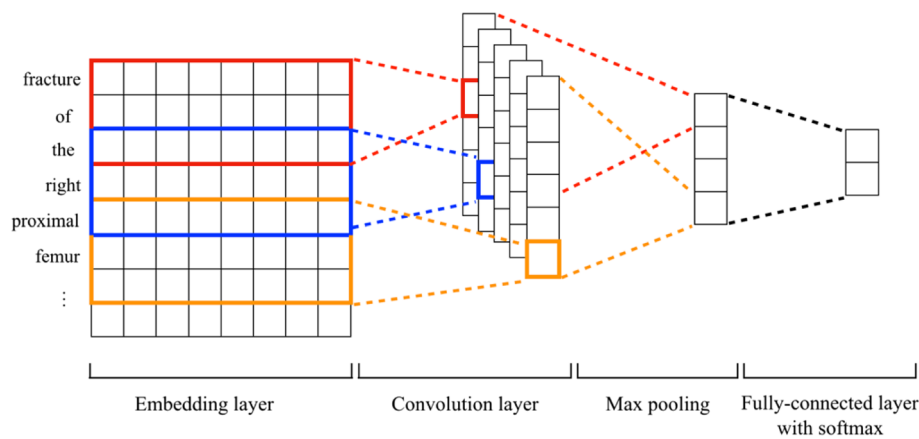 fracture
of
the
right
proximal
femur
⋮
Embedding layer
Convolution layer
Max pooling
Fully-connected layer
with softmax